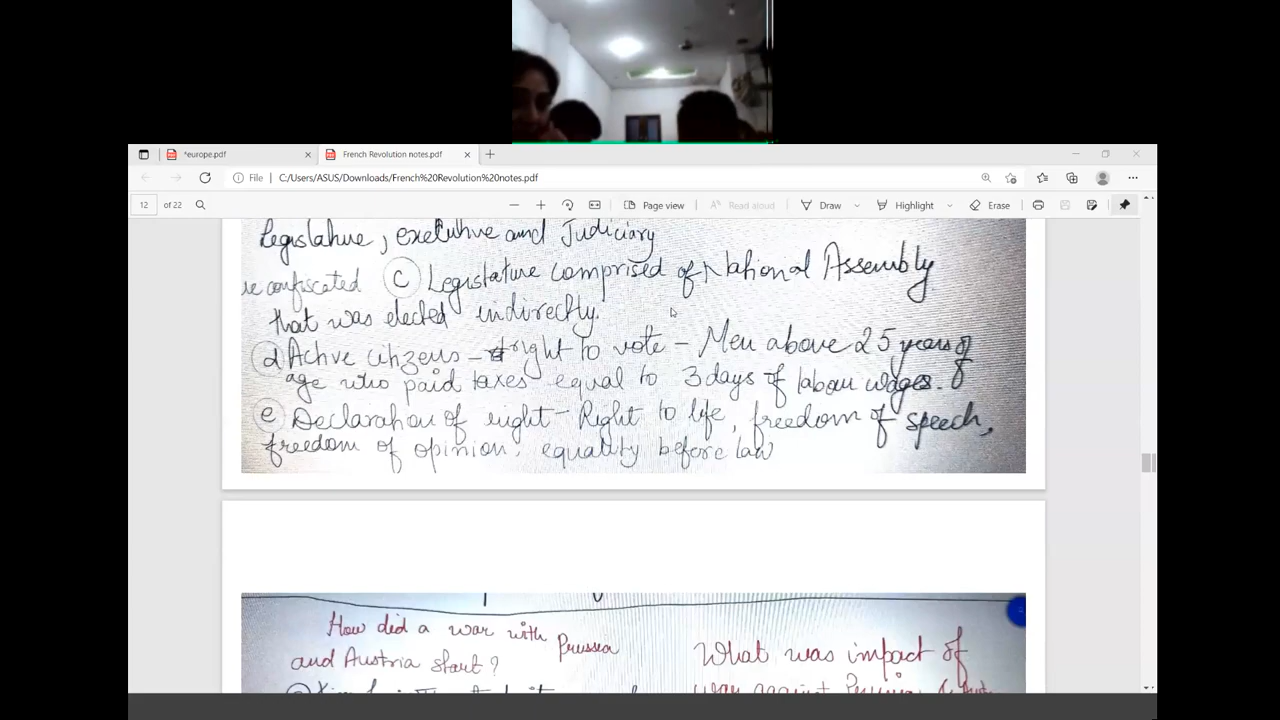 *europe.pdf
French Revolution notes.pdf
File
C:/Users/ASUS/Downloads/French%20Revolution%20notes.pdf
12 of 22
Page view
Read aloud
Draw
Highlight
Erase
Legislature, executive and Judiciary
confiscated (C) Legislature comprised of National Assembly
that was elected indirectly.
(d) Active citizens - right to vote - Men above 25 years of
age who paid taxes equal to 3 days of labour wages.
(e) Declaration of right - Right to life, freedom of speech,
freedom of opinion, equality before law
How did a war with Prussia
and Austria start?
What was impact of
war against